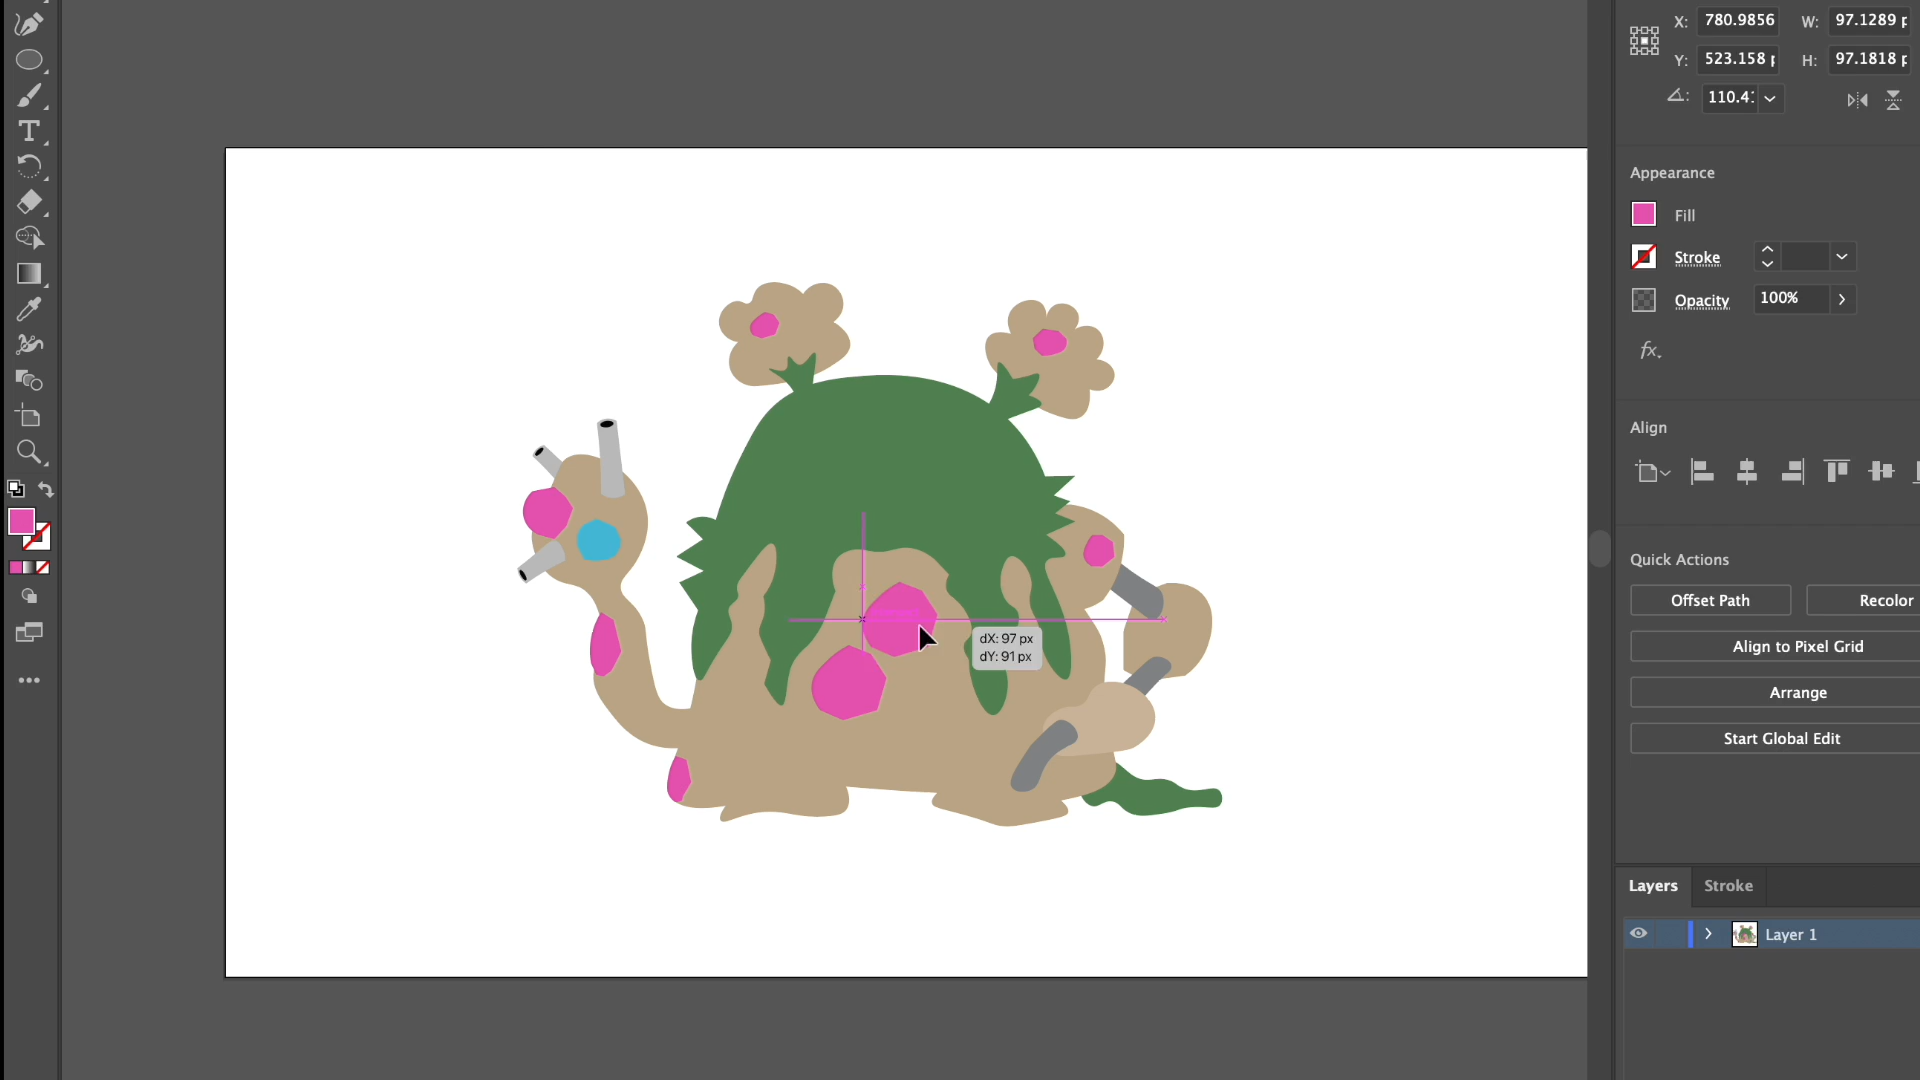 X: 780.9856 W: 97.1289 p
Y: 523.158 p H: 97.1818 p
110.4
Appearance
Fill
Stroke
Opacity 100%
fx.
Align
Quick Actions
Offset Path Recolor
Align to Pixel Grid
Arrange
Start Global Edit
Layers Stroke
Layer 1
dX: 97 px
dY: 91 px